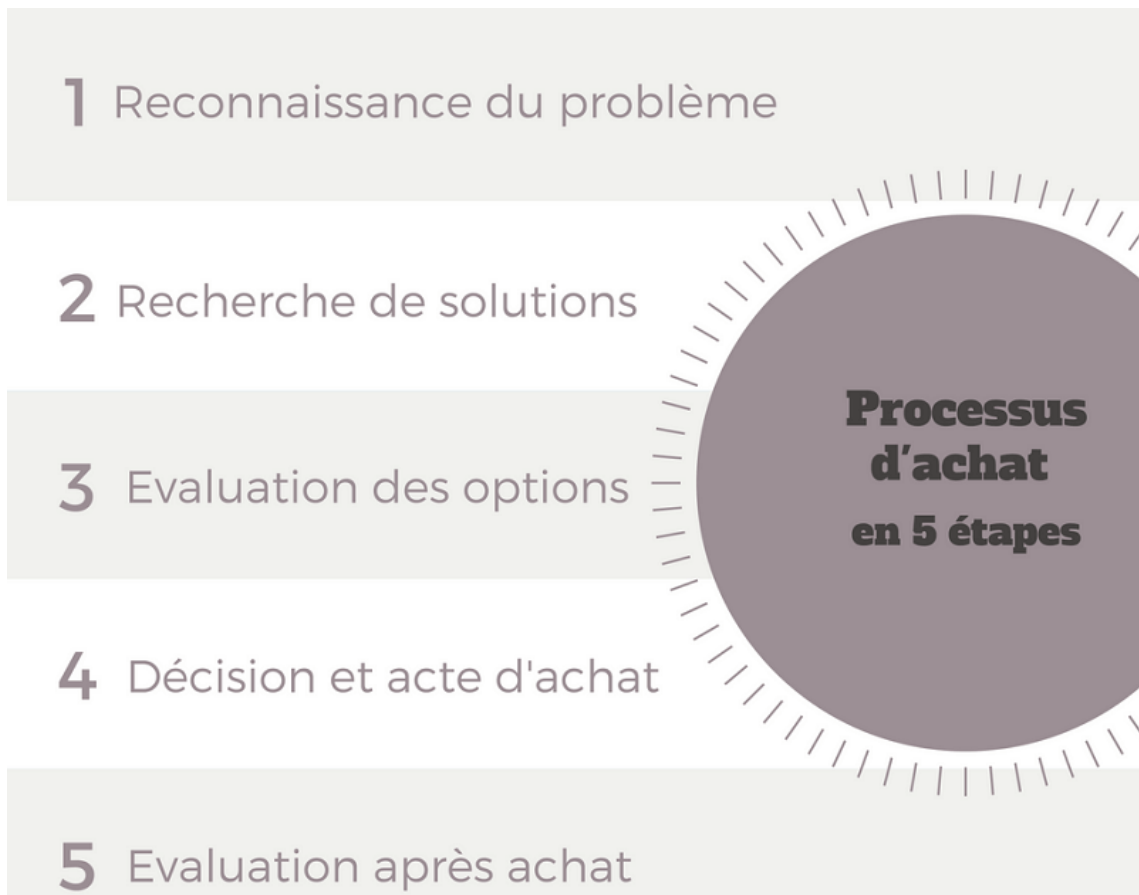 1 Reconnaissance du problème
2 Recherche de solutions
3 Evaluation des options
4 Décision et acte d'achat
5 Evaluation après achat
Processus
d'achat
en 5 étapes